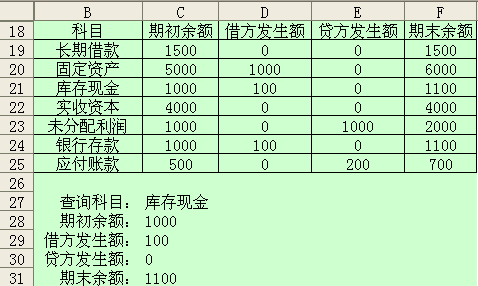 B C D E F
18 科目 期初余额 借方发生额 贷方发生额 期末余额
19 长期借款 1500 0 0 1500
20 固定资产 5000 1000 0 6000
21 库存现金 1000 100 0 1100
22 实收资本 4000 0 0 4000
23 未分配利润 1000 0 1000 2000
24 银行存款 1000 100 0 1100
25 应付账款 500 0 200 700
26
27 查询科目： 库存现金
28 期初余额： 1000
29 借方发生额： 100
30 贷方发生额： 0
31 期末余额： 1100